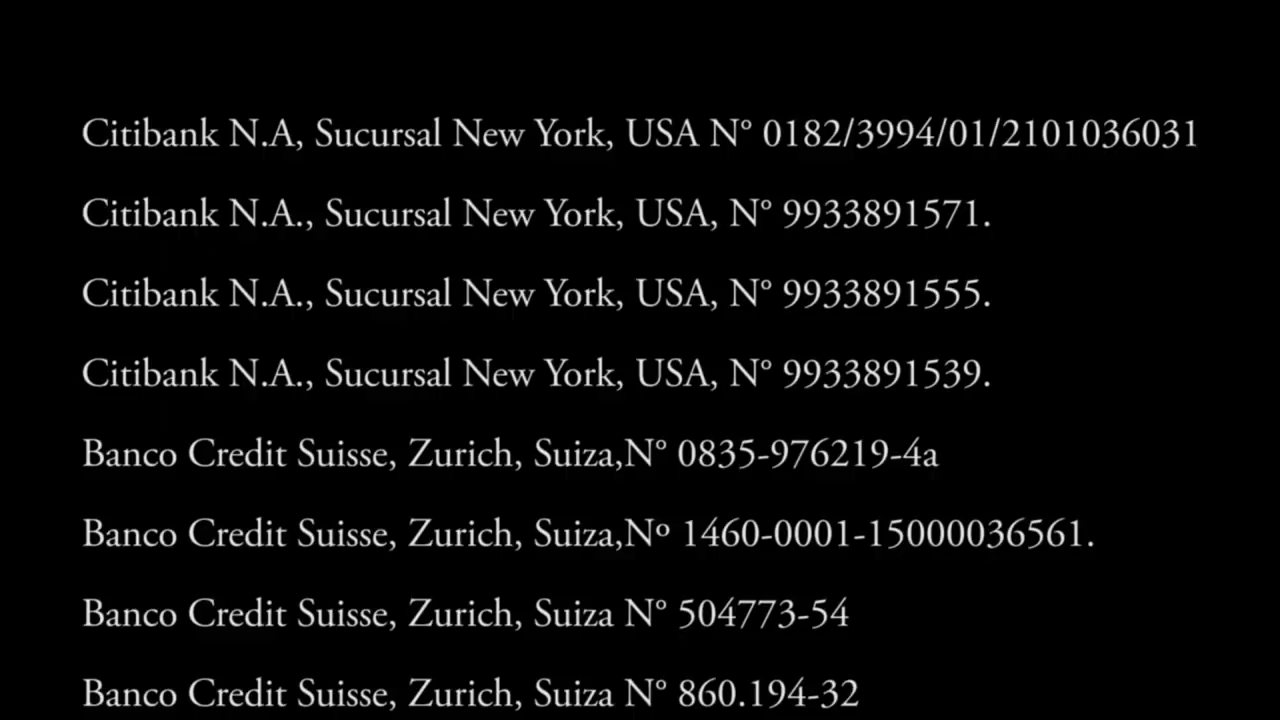 Citibank N.A, Sucursal New York, USA N° 0182/3994/01/2101036031
Citibank N.A., Sucursal New York, USA, N° 9933891571.
Citibank N.A., Sucursal New York, USA, N° 9933891555.
Citibank N.A., Sucursal New York, USA, N° 9933891539.
Banco Credit Suisse, Zurich, Suiza,N° 0835-976219-4a
Banco Credit Suisse, Zurich, Suiza,Nº 1460-0001-15000036561.
Banco Credit Suisse, Zurich, Suiza N° 504773-54
Banco Credit Suisse, Zurich, Suiza N° 860.194-32